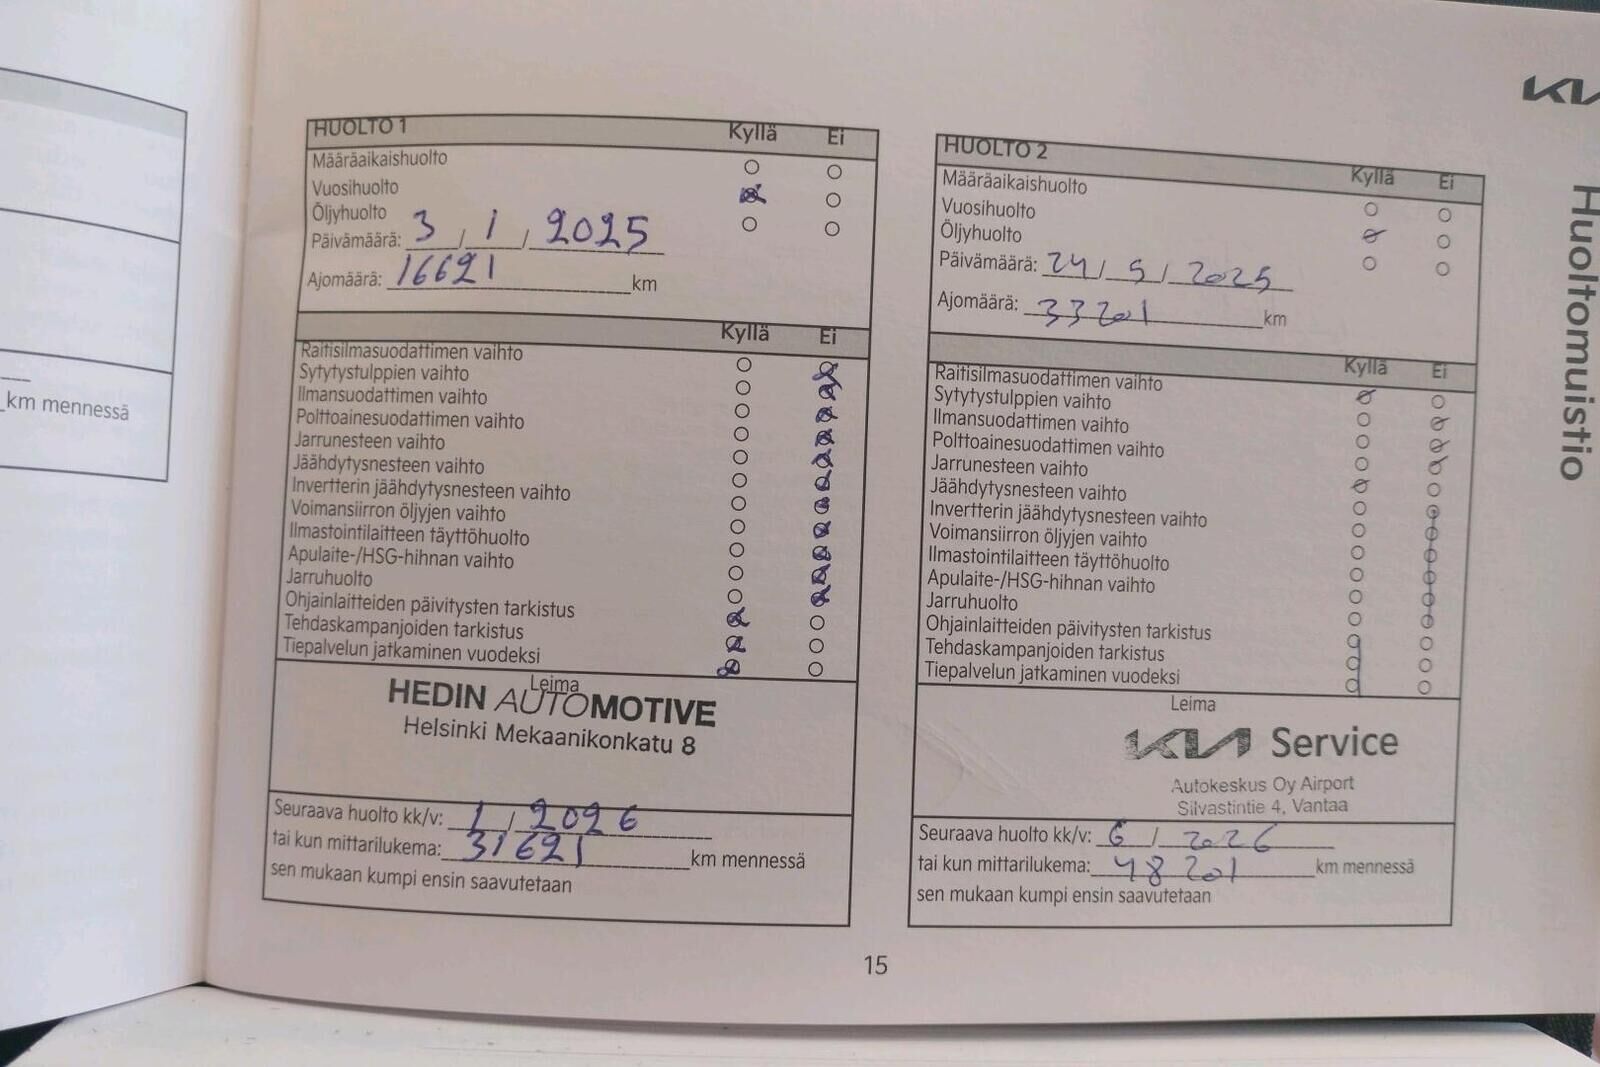 KIA
Huoltomuistio
km mennessä
HUOLTO 1 Kyllä Ei
Määräaikaishuolto
Vuosihuolto
Öljyhuolto
Päivämäärä: 3 / 1 / 2025
Ajomäärä: 16621 km
Kyllä Ei
Raitisilmasuodattimen vaihto
Sytytystulppien vaihto
Ilmansuodattimen vaihto
Polttoainesuodattimen vaihto
Jarrunesteen vaihto
Jäähdytysnesteen vaihto
Invertterin jäähdytysnesteen vaihto
Voimansiirron öljyjen vaihto
Ilmastointilaitteen täyttöhuolto
Apulaite-/HSG-hihnan vaihto
Jarruhuolto
Ohjainlaitteiden päivitysten tarkistus
Tehdaskampanjoiden tarkistus
Tiepalvelun jatkaminen vuodeksi
Leima
HEDIN AUTOMOTIVE
Helsinki Mekaanikonkatu 8
Seuraava huolto kk/v: 1 / 2026
tai kun mittarilukema: 31621 km mennessä
sen mukaan kumpi ensin saavutetaan
HUOLTO 2 Kyllä Ei
Määräaikaishuolto
Vuosihuolto
Öljyhuolto
Päivämäärä: 24 / 5 / 2025
Ajomäärä: 33201 km
Kyllä Ei
Raitisilmasuodattimen vaihto
Sytytystulppien vaihto
Ilmansuodattimen vaihto
Polttoainesuodattimen vaihto
Jarrunesteen vaihto
Jäähdytysnesteen vaihto
Invertterin jäähdytysnesteen vaihto
Voimansiirron öljyjen vaihto
Ilmastointilaitteen täyttöhuolto
Apulaite-/HSG-hihnan vaihto
Jarruhuolto
Ohjainlaitteiden päivitysten tarkistus
Tehdaskampanjoiden tarkistus
Tiepalvelun jatkaminen vuodeksi
Leima
KIA Service
Autokeskus Oy Airport
Silvastintie 4, Vantaa
Seuraava huolto kk/v: 6 / 2026
tai kun mittarilukema: 48201 km mennessä
sen mukaan kumpi ensin saavutetaan
15